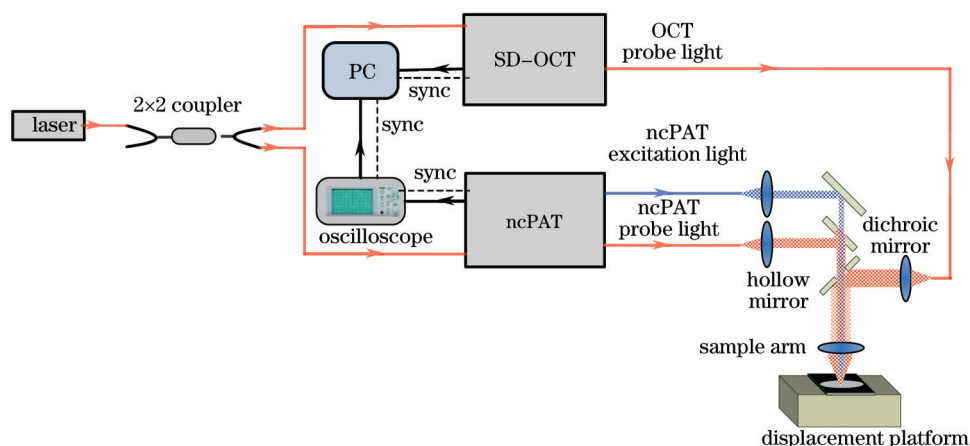 laser
2×2 coupler
PC
sync
sync
SD-OCT
OCT
probe light
sync
oscilloscope
ncPAT
ncPAT
excitation light
ncPAT
probe light
dichroic
mirror
hollow
mirror
sample arm
displacement platform